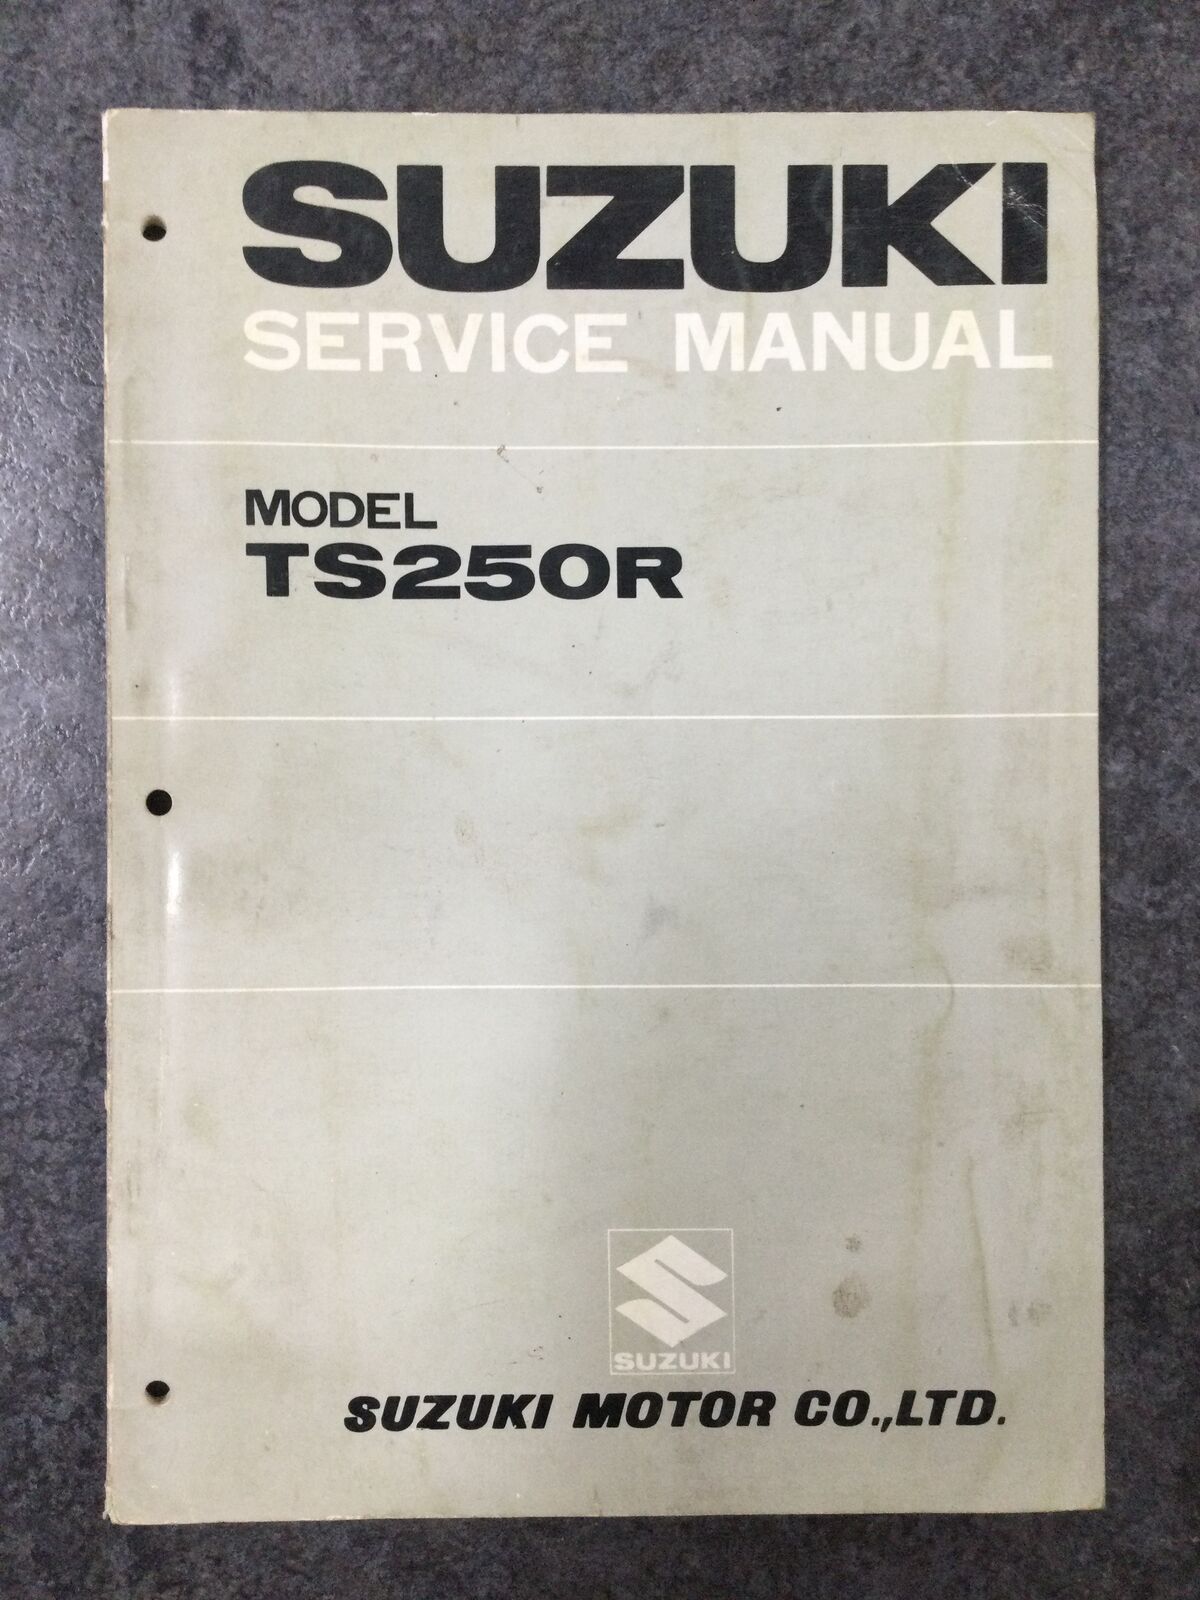 SUZUKI
SERVICE MANUAL
MODEL
TS250R
SUZUKI
SUZUKI MOTOR CO.,LTD.